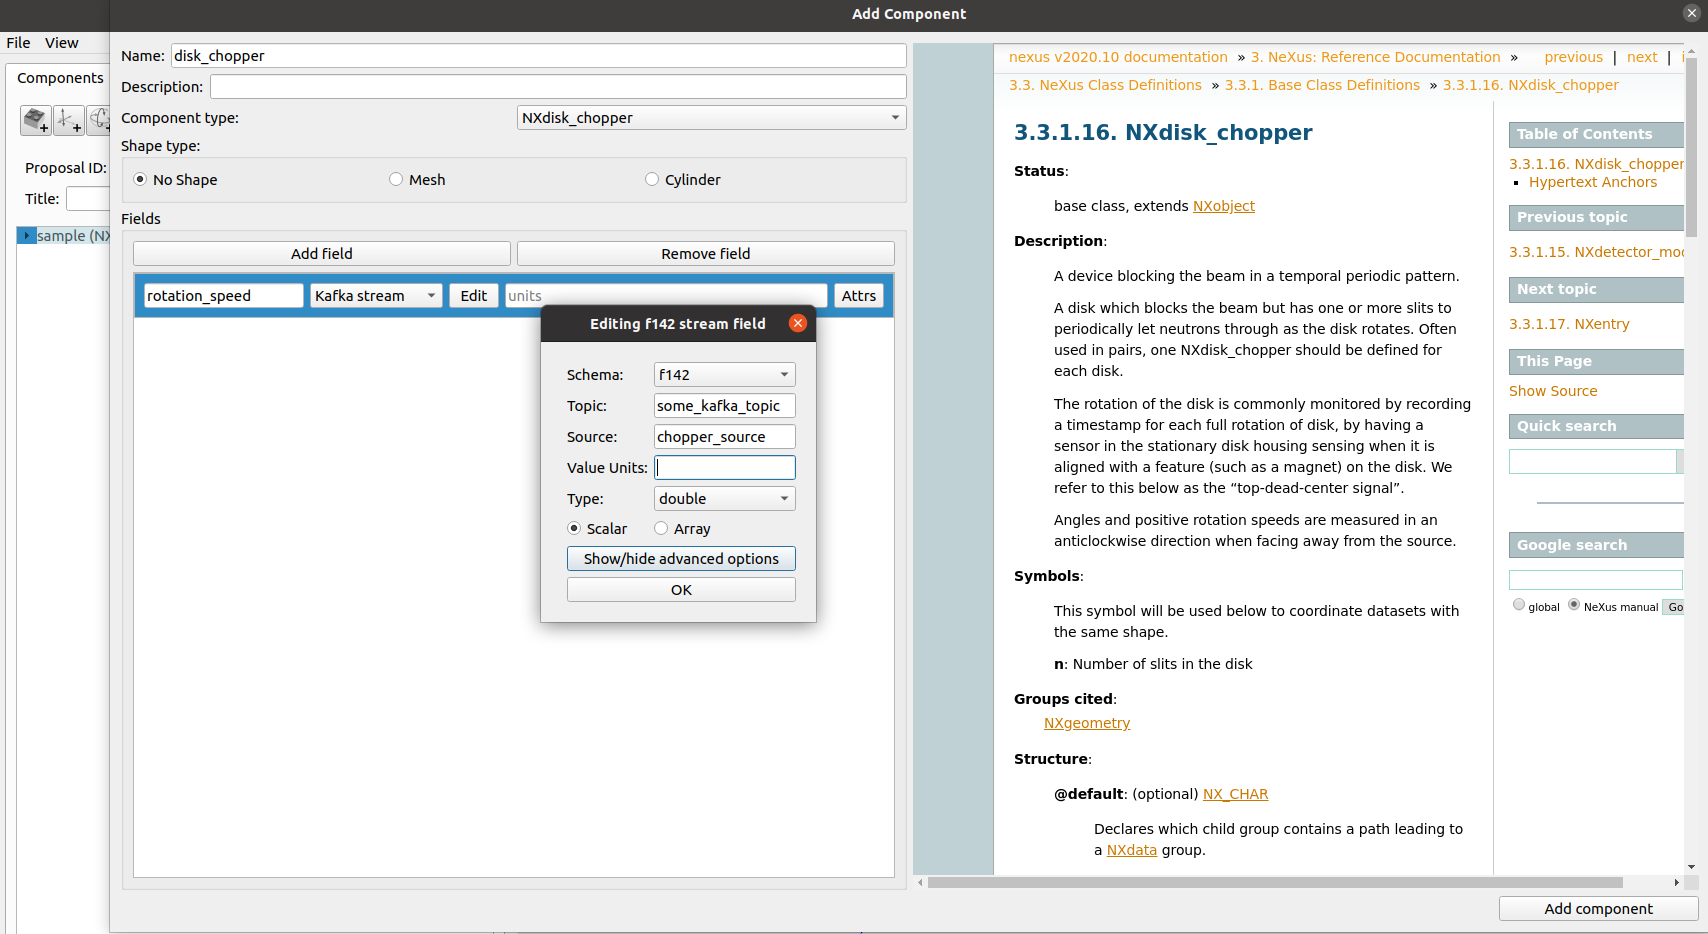 Add Component
File View
Components
Proposal ID:
Title:
sample (NX
Name: disk_chopper
Description:
Component type: NXdisk_chopper
Shape type:
No Shape Mesh Cylinder
Fields
Add field Remove field
rotation_speed Kafka stream Edit units Attrs
Editing f142 stream field
Schema: f142
Topic: some_kafka_topic
Source: chopper_source
Value Units:
Type: double
Scalar Array
Show/hide advanced options
OK
nexus v2020.10 documentation » 3. NeXus: Reference Documentation » previous | next |
3.3. NeXus Class Definitions » 3.3.1. Base Class Definitions » 3.3.1.16. NXdisk_chopper
3.3.1.16. NXdisk_chopper
Status:
base class, extends NXobject
Description:
A device blocking the beam in a temporal periodic pattern.
A disk which blocks the beam but has one or more slits to
periodically let neutrons through as the disk rotates. Often
used in pairs, one NXdisk_chopper should be defined for
each disk.
The rotation of the disk is commonly monitored by recording
a timestamp for each full rotation of disk, by having a
sensor in the stationary disk housing sensing when it is
aligned with a feature (such as a magnet) on the disk. We
refer to this below as the “top-dead-center signal”.
Angles and positive rotation speeds are measured in an
anticlockwise direction when facing away from the source.
Symbols:
This symbol will be used below to coordinate datasets with
the same shape.
n: Number of slits in the disk
Groups cited:
NXgeometry
Structure:
@default: (optional) NX_CHAR
Declares which child group contains a path leading to
a NXdata group.
Table of Contents
3.3.1.16. NXdisk_chopper
Hypertext Anchors
Previous topic
3.3.1.15. NXdetector_mod
Next topic
3.3.1.17. NXentry
This Page
Show Source
Quick search
Google search
global NeXus manual Go
Add component